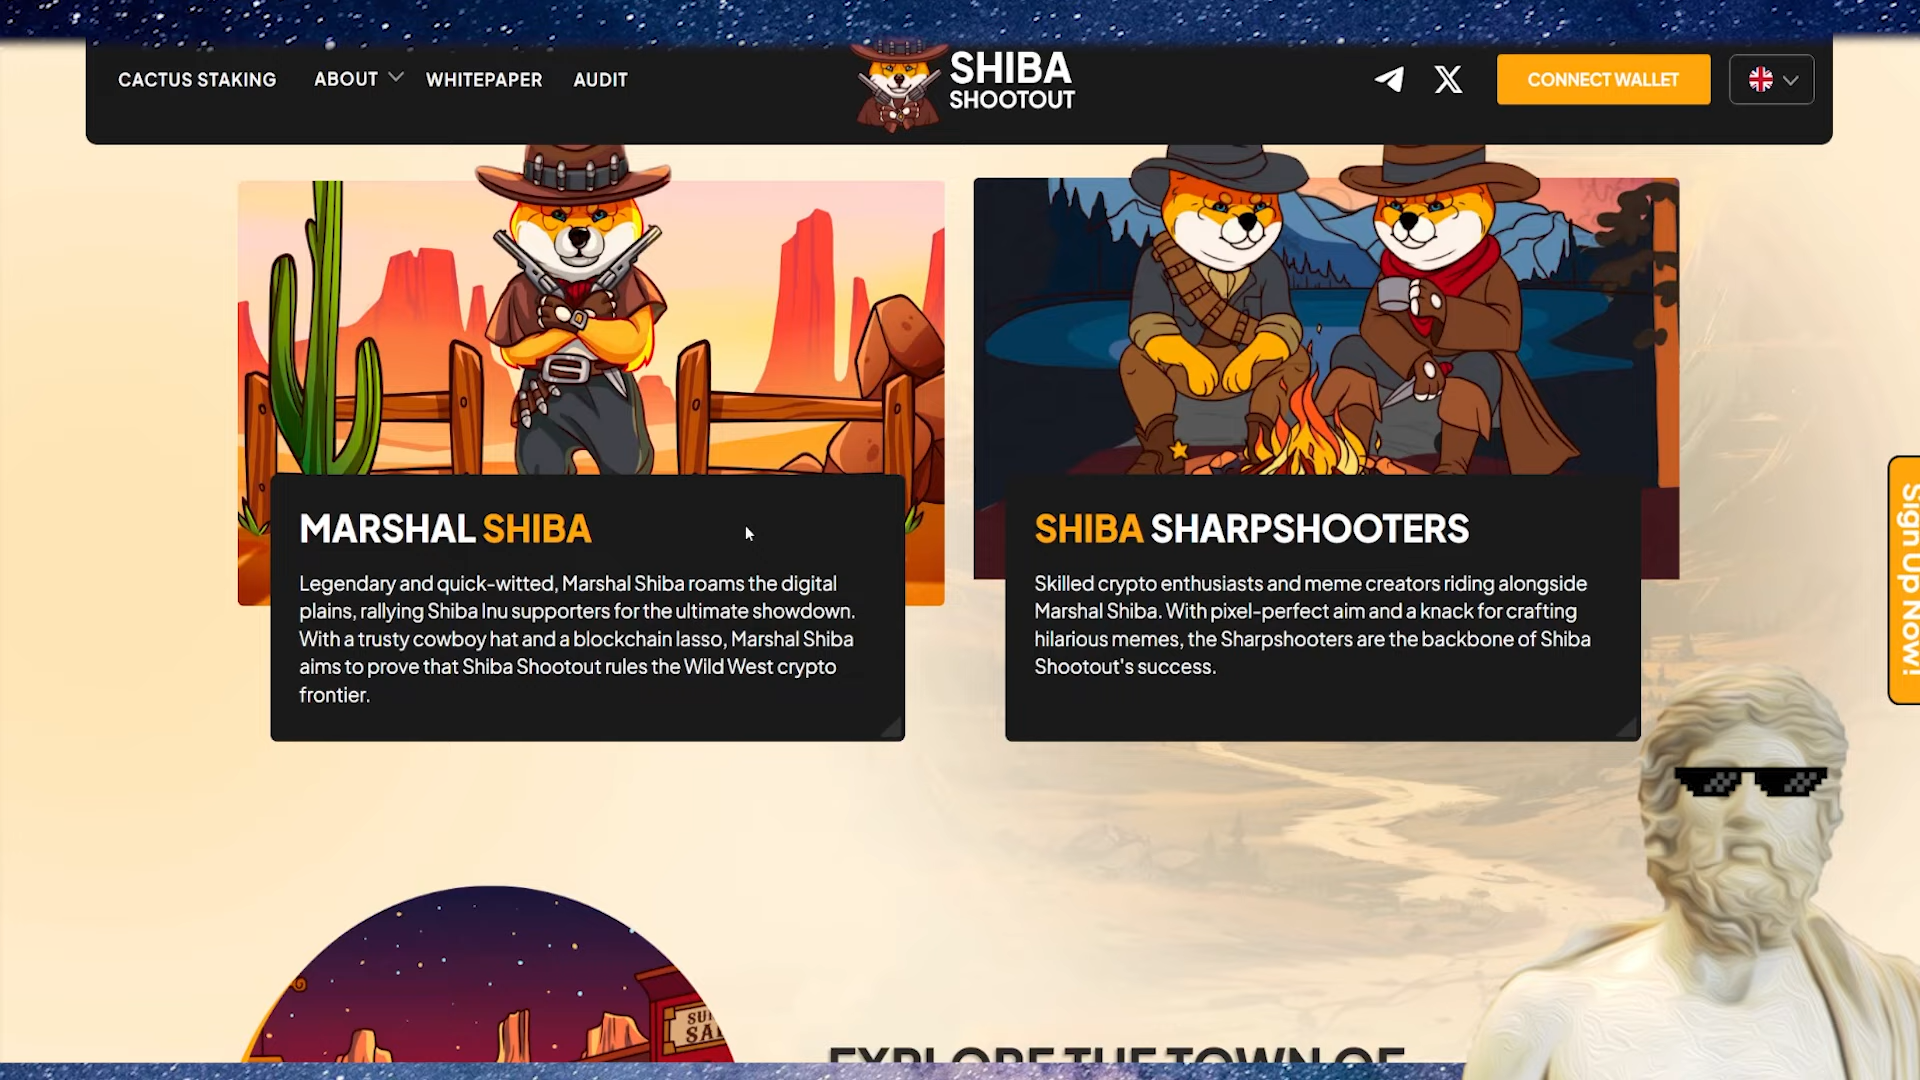 CACTUS STAKING
ABOUT
WHITEPAPER
AUDIT
SHIBA
SHOOTOUT
CONNECT WALLET
MARSHAL SHIBA
Legendary and quick-witted, Marshal Shiba roams the digital
plains, rallying Shiba Inu supporters for the ultimate showdown.
With a trusty cowboy hat and a blockchain lasso, Marshal Shiba
aims to prove that Shiba Shootout rules the Wild West crypto
frontier.
SHIBA SHARPSHOOTERS
Skilled crypto enthusiasts and meme creators riding alongside
Marshal Shiba. With pixel-perfect aim and a knack for crafting
hilarious memes, the Sharpshooters are the backbone of Shiba
Shootout's success.
Sign Up Now!
EXPLORE THE TOWN OF